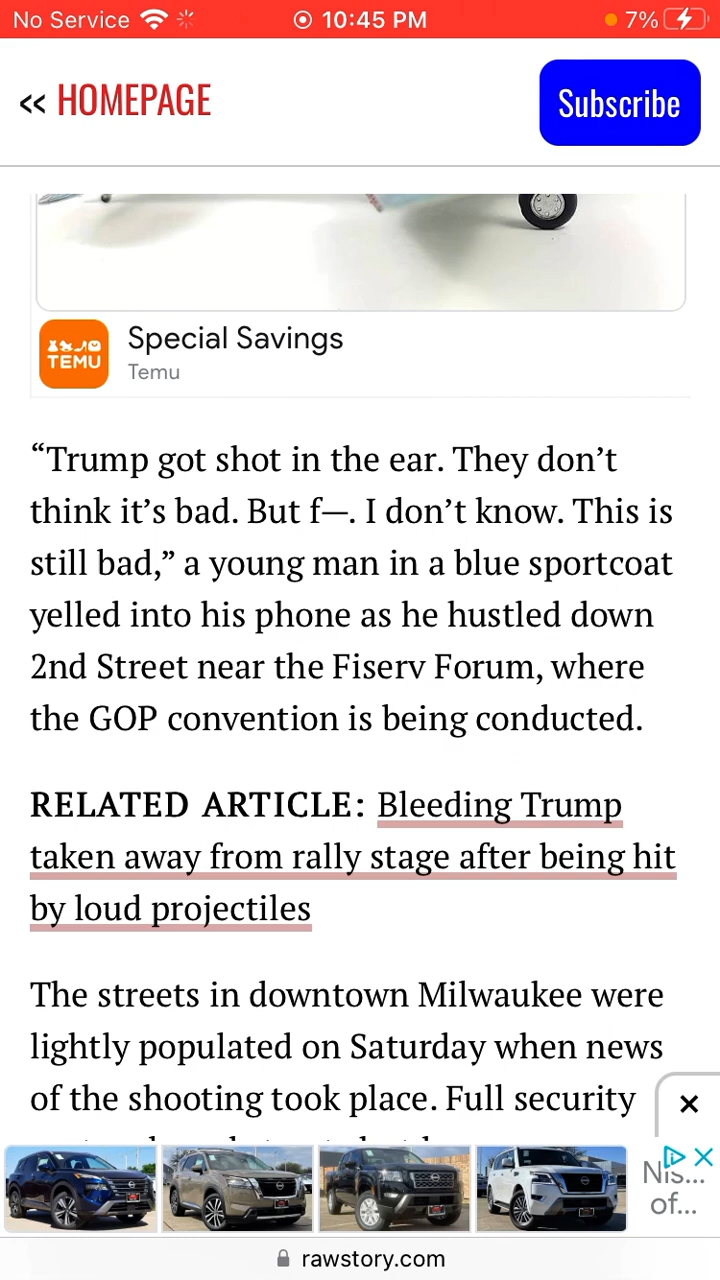 No Service 10:45 PM 7%
<< HOMEPAGE
Subscribe
TEMU
Special Savings
Temu
“Trump got shot in the ear. They don’t
think it’s bad. But f—. I don’t know. This is
still bad,” a young man in a blue sportcoat
yelled into his phone as he hustled down
2nd Street near the Fiserv Forum, where
the GOP convention is being conducted.
RELATED ARTICLE: Bleeding Trump
taken away from rally stage after being hit
by loud projectiles
The streets in downtown Milwaukee were
lightly populated on Saturday when news
of the shooting took place. Full security
Nis...
of...
rawstory.com